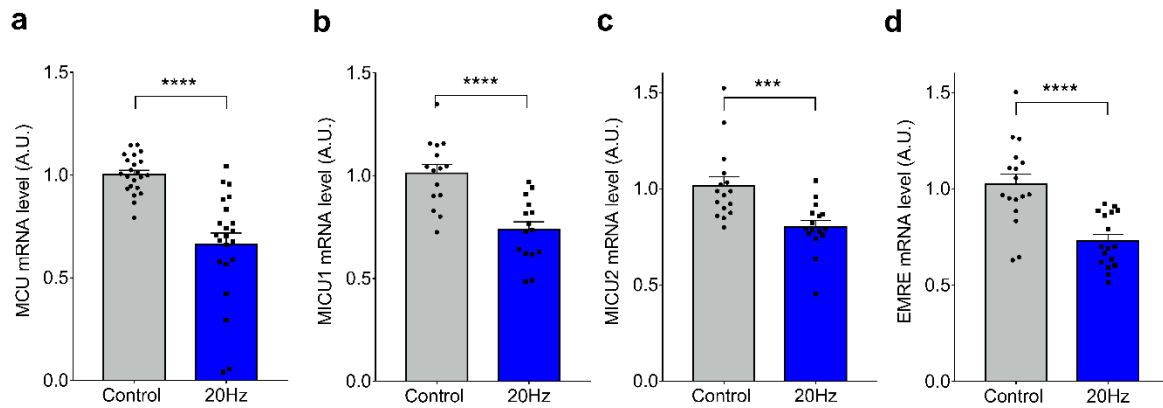 a
MCU mRNA level (A.U.)
1.5
1.0
0.5
0.0
****
Control 20Hz
b
MICU1 mRNA level (A.U.)
1.5
1.0
0.5
0.0
****
Control 20Hz
c
MICU2 mRNA level (A.U.)
1.5
1.0
0.5
0.0
***
Control 20Hz
d
EMRE mRNA level (A.U.)
1.5
1.0
0.5
0.0
****
Control 20Hz